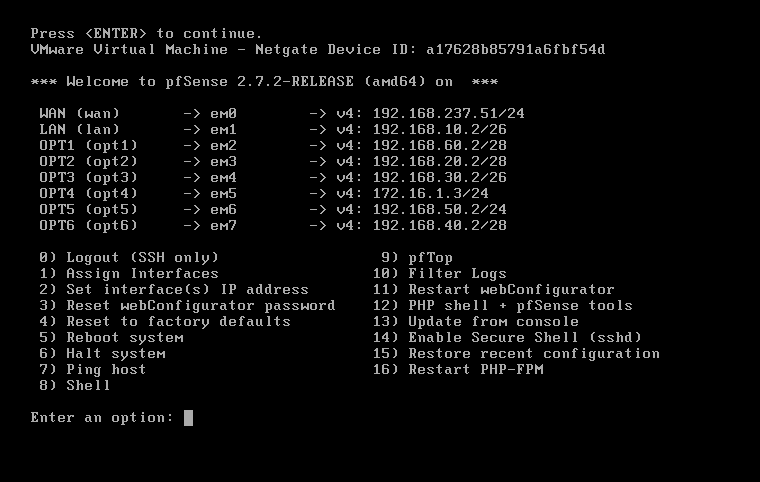 Press <ENTER> to continue.
VMware Virtual Machine - Netgate Device ID: a17628b85791a6fbf54d
*** Welcome to pfSense 2.7.2-RELEASE (amd64) on  ***
WAN (wan)       -> em0        -> v4: 192.168.237.51/24
LAN (lan)       -> em1        -> v4: 192.168.10.2/26
OPT1 (opt1)     -> em2        -> v4: 192.168.60.2/28
OPT2 (opt2)     -> em3        -> v4: 192.168.20.2/28
OPT3 (opt3)     -> em4        -> v4: 192.168.30.2/26
OPT4 (opt4)     -> em5        -> v4: 172.16.1.3/24
OPT5 (opt5)     -> em6        -> v4: 192.168.50.2/24
OPT6 (opt6)     -> em7        -> v4: 192.168.40.2/28
0) Logout (SSH only)                  9) pfTop
1) Assign Interfaces                 10) Filter Logs
2) Set interface(s) IP address       11) Restart webConfigurator
3) Reset webConfigurator password    12) PHP shell + pfSense tools
4) Reset to factory defaults         13) Update from console
5) Reboot system                     14) Enable Secure Shell (sshd)
6) Halt system                       15) Restore recent configuration
7) Ping host                         16) Restart PHP-FPM
8) Shell
Enter an option: